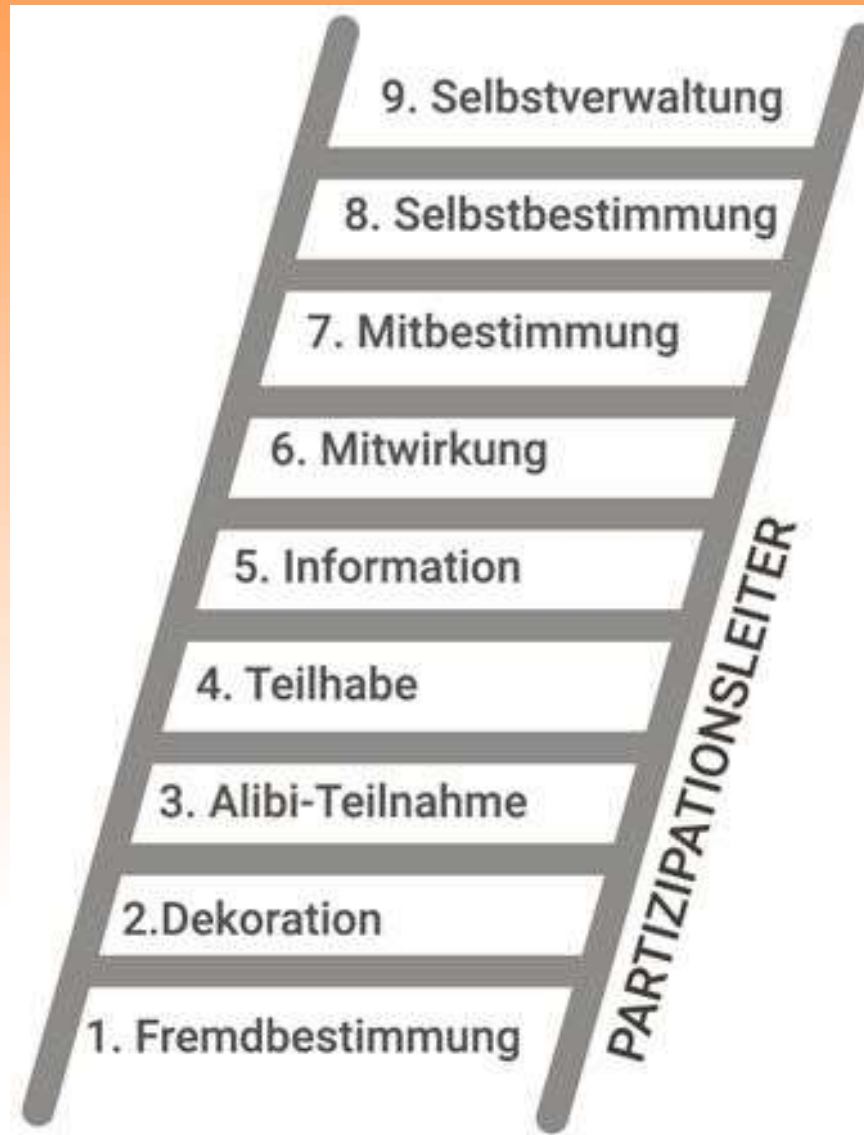 9. Selbstverwaltung
8. Selbstbestimmung
7. Mitbestimmung
6. Mitwirkung
5. Information
4. Teilhabe
3. Alibi-Teilnahme
2.Dekoration
1. Fremdbestimmung
PARTIZIPATIONSLEITER